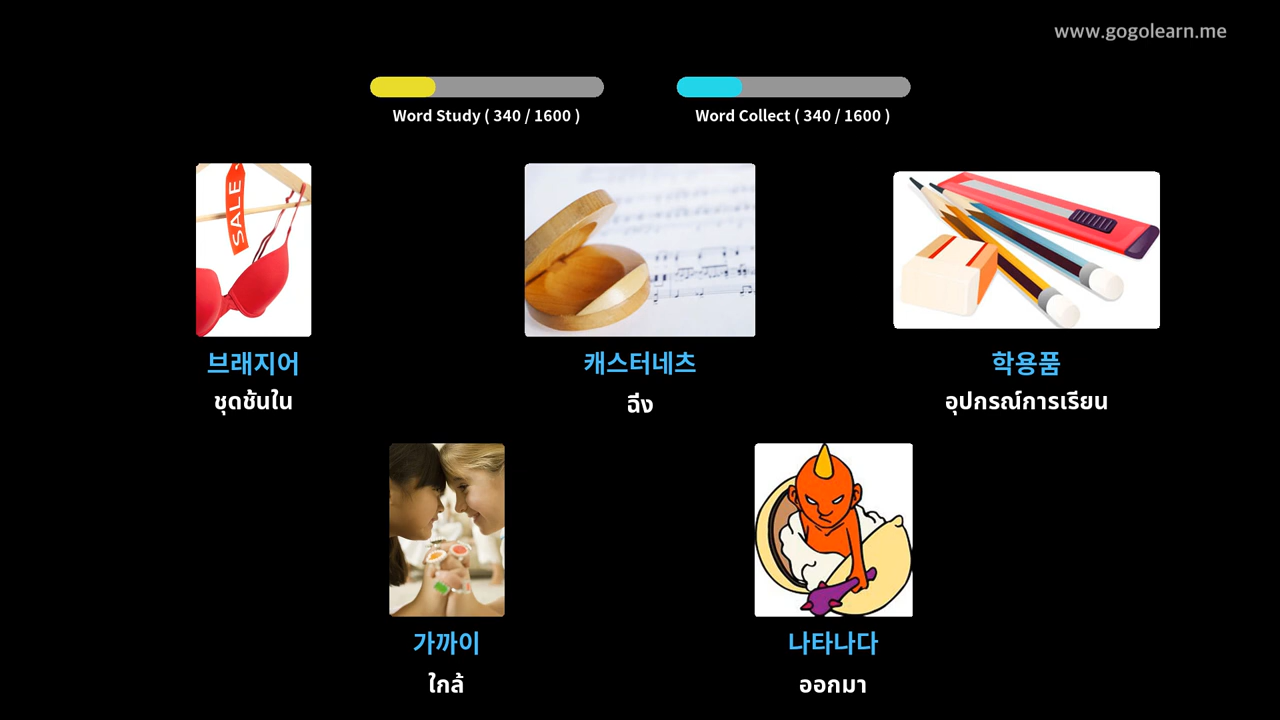 www.gogolearn.me
Word Study ( 340 / 1600 )
Word Collect ( 340 / 1600 )
SALE
브래지어
캐스터네츠
학용품
ชุดชั้นใน
ฉิ่ง
อุปกรณ์การเรียน
가까이
나타나다
ใกล้
ออกมา